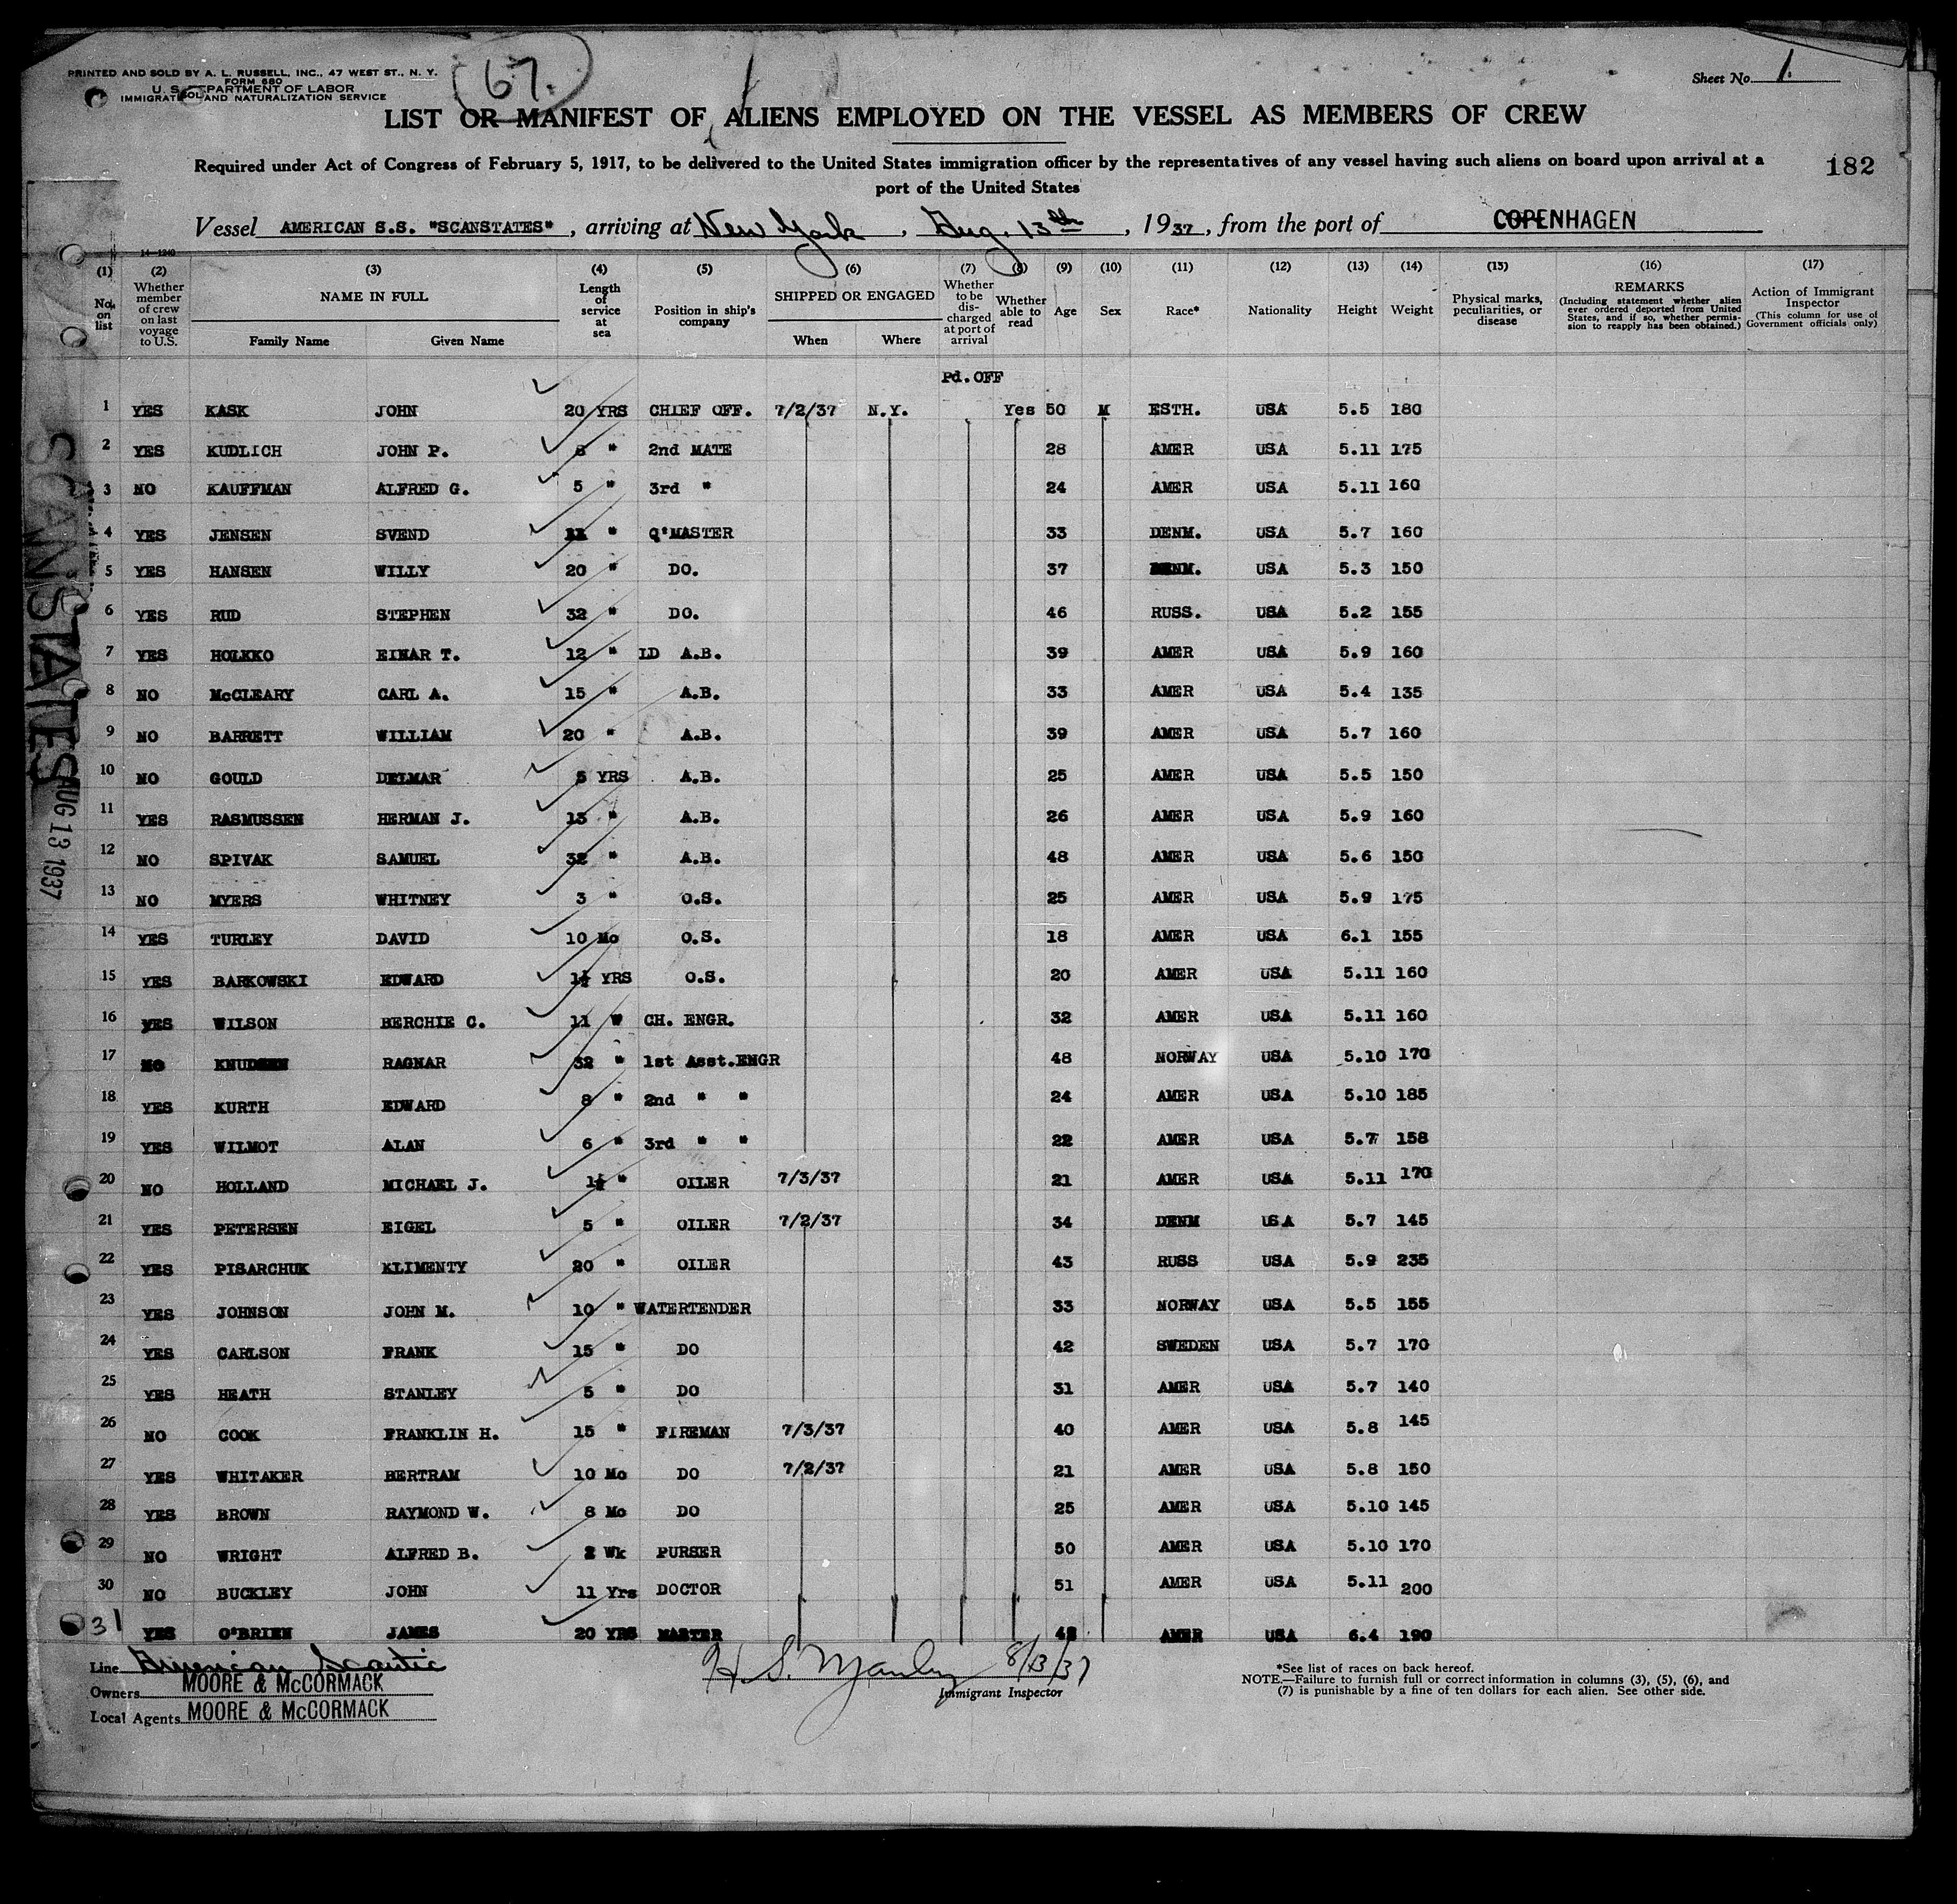 67.
PRINTED AND SOLD BY A. L. RUSSELL, INC., 47 WEST ST., N. Y.
FORM 680
U. S. DEPARTMENT OF LABOR
IMMIGRATION AND NATURALIZATION SERVICE
Sheet No. 1.
LIST OR MANIFEST OF ALIENS EMPLOYED ON THE VESSEL AS MEMBERS OF CREW
Required under Act of Congress of February 5, 1917, to be delivered to the United States immigration officer by the representatives of any vessel having such aliens on board upon arrival at a
port of the United States
182
Vessel AMERICAN S.S. "SCANSTATES", arriving at New York, Aug. 13th, 1937, from the port of COPENHAGEN
14—1240
(1) (2) (3) (4) (5) (6) (7) (8) (9) (10) (11) (12) (13) (14) (15) (16) (17)
No. on list Whether member of crew on last voyage to U.S. NAME IN FULL Family Name Given Name Length of service at sea Position in ship's company SHIPPED OR ENGAGED When Where Whether to be discharged at port of arrival Whether able to read Age Sex Race* Nationality Height Weight Physical marks, peculiarities, or disease REMARKS (Including statement whether alien ever ordered deported from United States, and if so, whether permission to reapply has been obtained.) Action of Immigrant Inspector (This column for use of Government officials only)
Pd. OFF
1 YES KASK JOHN 20 YRS CHIEF OFF. 7/2/37 N.Y. Yes 50 M ESTH. USA 5.5 180
2 YES KUDLICH JOHN P. 8 " 2nd MATE 28 AMER USA 5.11 175
3 NO KAUFFMAN ALFRED G. 5 " 3rd " 24 AMER USA 5.11 160
4 YES JENSEN SVEND " Q'MASTER 33 DENM. USA 5.7 160
5 YES HANSEN WILLY 20 " DO. 37 DENM. USA 5.3 150
6 YES RUD STEPHEN 32 " DO. 46 RUSS. USA 5.2 155
7 YES HOLKKO EINAR T. 12 " LD A.B. 39 AMER USA 5.9 160
8 NO McCLEARY CARL A. 15 " A.B. 33 AMER USA 5.4 135
9 NO BARRETT WILLIAM 20 " A.B. 39 AMER USA 5.7 160
10 NO GOULD DELMAR 5 YRS A.B. 25 AMER USA 5.5 150
11 YES RASMUSSEN HERMAN J. 13 " A.B. 26 AMER USA 5.9 160
12 NO SPIVAK SAMUEL 32 " A.B. 48 AMER USA 5.6 150
13 NO MYERS WHITNEY 3 " O.S. 25 AMER USA 5.9 175
14 YES TURLEY DAVID 10 Mo O.S. 18 AMER USA 6.1 155
15 YES BARKOWSKI EDWARD 1½ YRS O.S. 20 AMER USA 5.11 160
16 YES WILSON BERCHIE C. 11 " CH. ENGR. 32 AMER USA 5.11 160
17 NO KNUDSEN RAGNAR 32 " 1st Asst.ENGR 48 NORWAY USA 5.10 170
18 YES KURTH EDWARD 8 " 2nd " " 24 AMER USA 5.10 185
19 YES WILMOT ALAN 6 " 3rd " " 22 AMER USA 5.7 158
20 NO HOLLAND MICHAEL J. 1½ " OILER 7/3/37 21 AMER USA 5.11 170
21 YES PETERSEN EIGEL 5 " OILER 7/2/37 34 DENM USA 5.7 145
22 YES PISARCHUK KLIMENTY 20 " OILER 43 RUSS USA 5.9 235
23 YES JOHNSON JOHN M. 10 " WATERTENDER 33 NORWAY USA 5.5 155
24 YES CARLSON FRANK 15 " DO 42 SWEDEN USA 5.7 170
25 YES HEATH STANLEY 5 " DO 31 AMER USA 5.7 140
26 NO COOK FRANKLIN H. 15 " FIREMAN 7/3/37 40 AMER USA 5.8 145
27 YES WHITAKER BERTRAM 10 Mo DO 7/2/37 21 AMER USA 5.8 150
28 YES BROWN RAYMOND W. 8 Mo DO 25 AMER USA 5.10 145
29 NO WRIGHT ALFRED B. 2 Wk PURSER 50 AMER USA 5.10 170
30 NO BUCKLEY JOHN 11 Yrs DOCTOR 51 AMER USA 5.11 200
31 YES O'BRIEN JAMES 20 YRS MASTER 48 AMER USA 6.4 190
SCANSTATES AUG 13 1937
Line American Scantic
Owners MOORE & McCORMACK
Local Agents MOORE & McCORMACK
H. S. Manley 8/13/37
Immigrant Inspector
*See list of races on back hereof.
NOTE.—Failure to furnish full or correct information in columns (3), (5), (6), and
(7) is punishable by a fine of ten dollars for each alien. See other side.